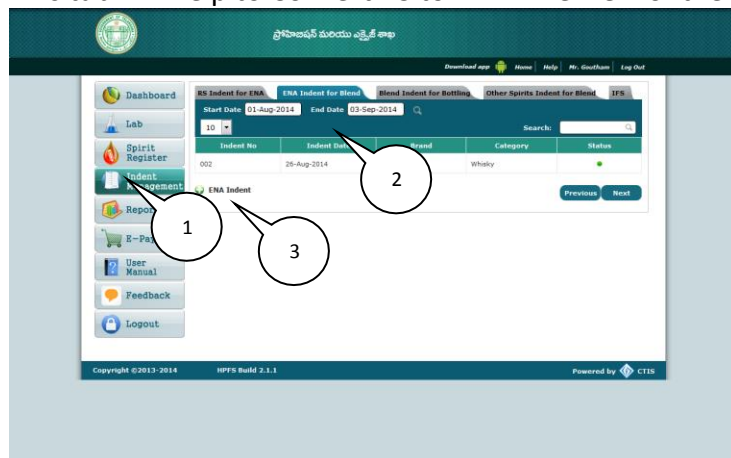 ప్రోహిబిషన్ మరియు ఎక్సైజ్ శాఖ
Download app Home Help Mr. Goutham Log Out
Dashboard
Lab
Spirit
Register
Indent
Management
E-Pay
User
Manual
Feedback
Logout
RS Indent for ENA ENA Indent for Blend Blend Indent for Bottling Other Spirits Indent for Blend IFS
Start Date 01-Aug-2014 End Date 03-Sep-2014
10 Search:
Indent No Indent Date Brand Category Status
002 26-Aug-2014 Whisky
ENA Indent Previous Next
1
2
3
Copyright ©2013-2014 HPFS Build 2.1.1 Powered by CTIS